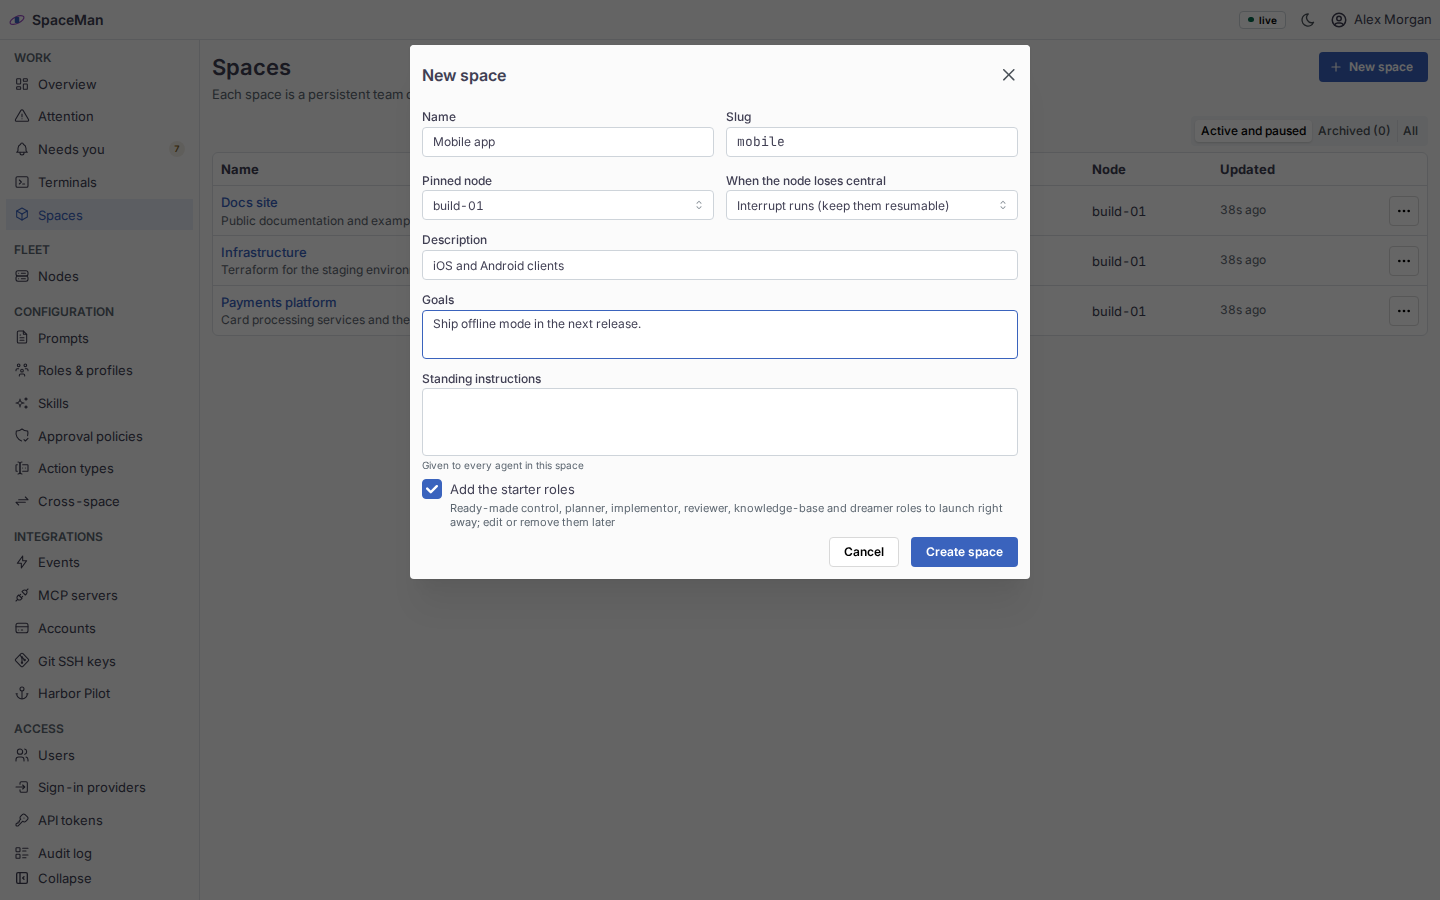 SpaceMan
live
Alex Morgan
WORK
Overview
Attention
Needs you
7
Terminals
Spaces
FLEET
Nodes
CONFIGURATION
Prompts
Roles & profiles
Skills
Approval policies
Action types
Cross-space
INTEGRATIONS
Events
MCP servers
Accounts
Git SSH keys
Harbor Pilot
ACCESS
Users
Sign-in providers
API tokens
Audit log
Collapse
Spaces
Each space is a persistent team
New space
Active and paused
Archived (0)
All
Name
Node
Updated
Docs site
Public documentation and examp
build-01
38s ago
Infrastructure
Terraform for the staging environ
build-01
38s ago
Payments platform
Card processing services and the
build-01
38s ago
New space
Name
Slug
Mobile app
mobile
Pinned node
When the node loses central
build-01
Interrupt runs (keep them resumable)
Description
iOS and Android clients
Goals
Ship offline mode in the next release.
Standing instructions
Given to every agent in this space
Add the starter roles
Ready-made control, planner, implementor, reviewer, knowledge-base and dreamer roles to launch right
away; edit or remove them later
Cancel
Create space